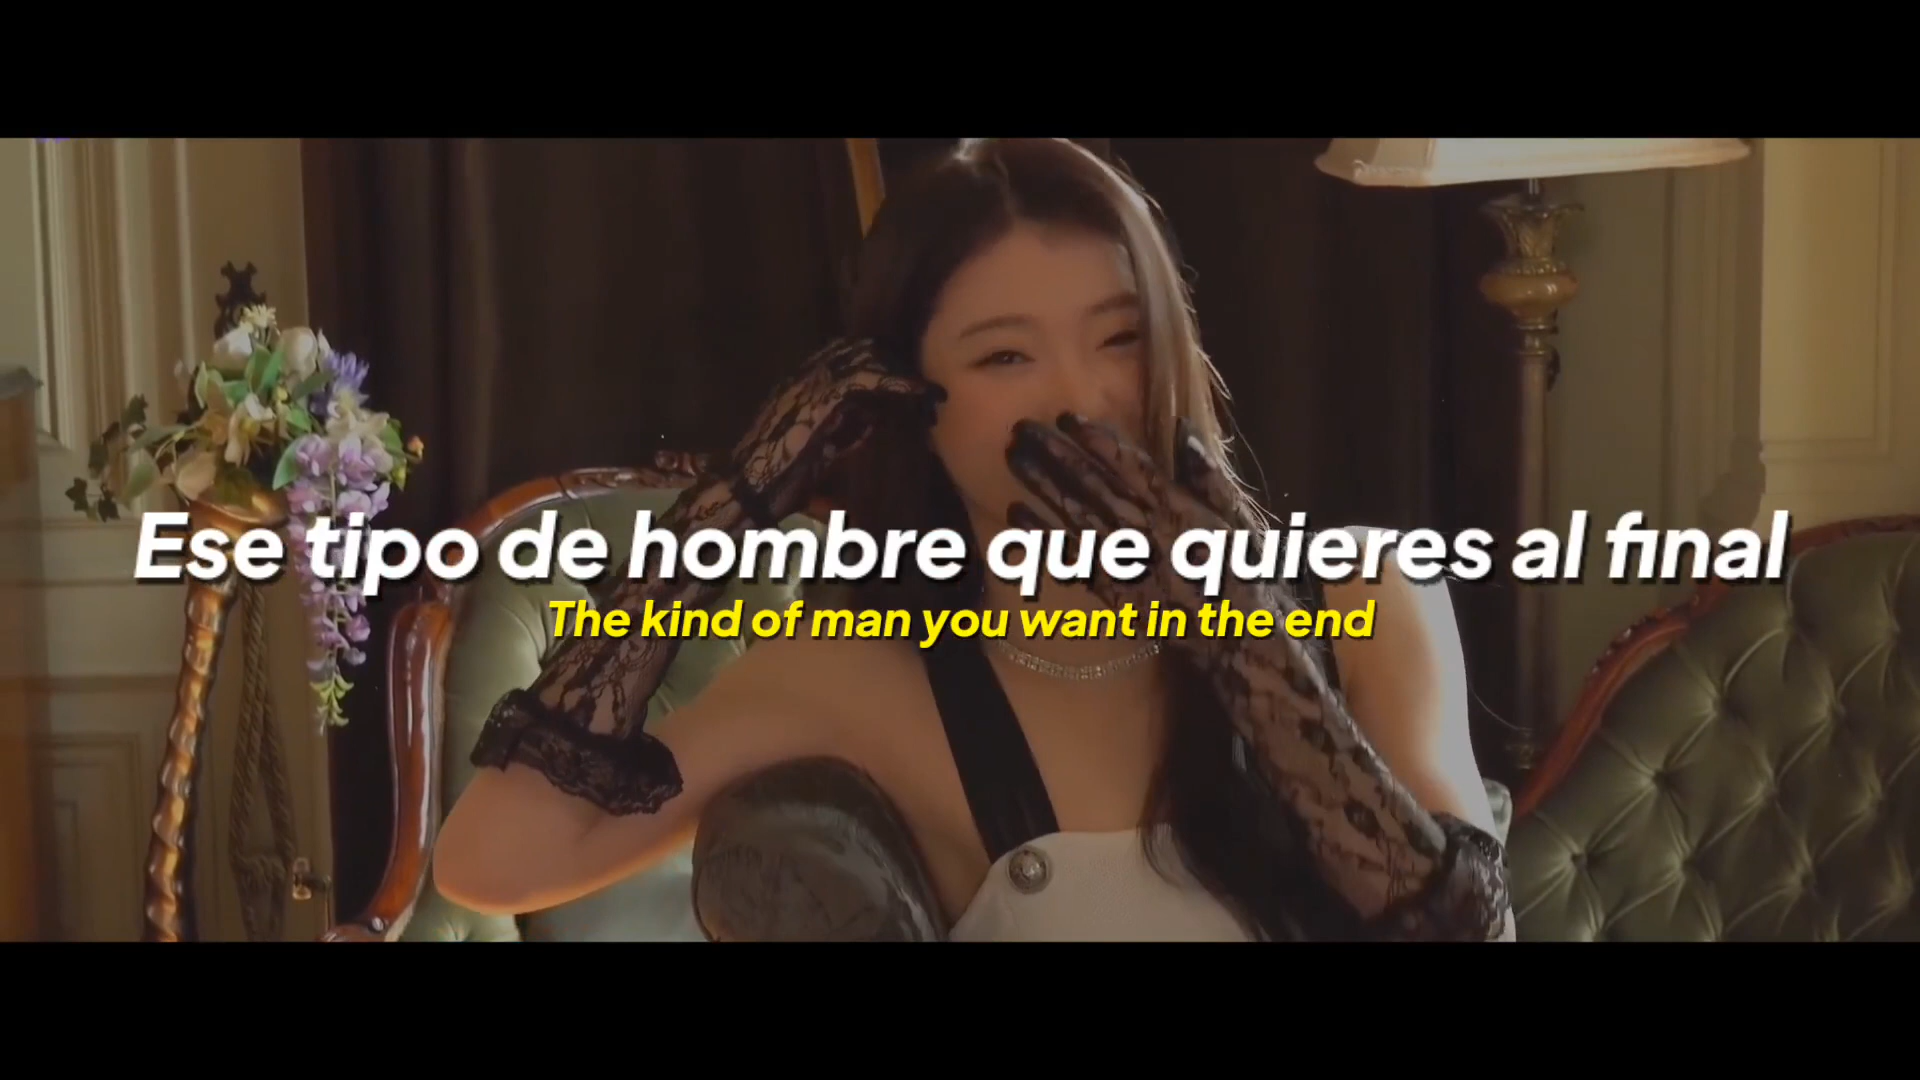 Ese tipo de hombre que quieres al final
The kind of man you want in the end